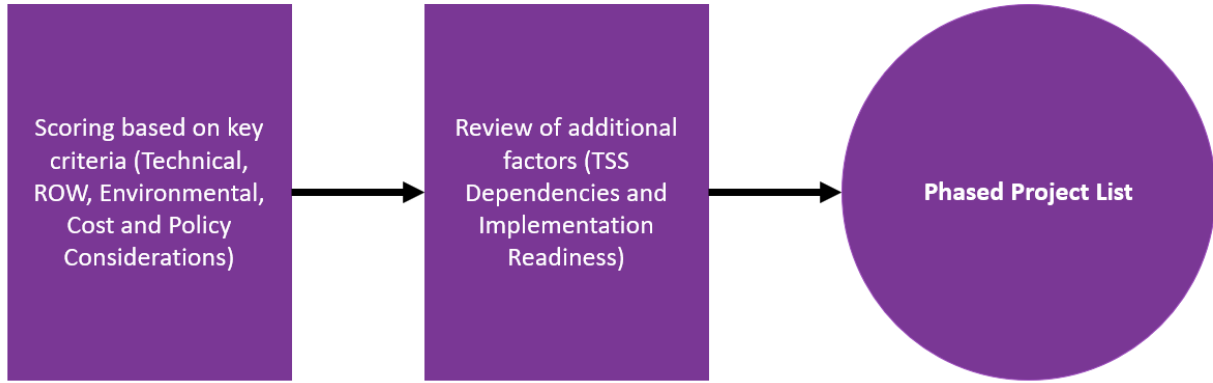 Scoring based on key
criteria (Technical,
ROW, Environmental,
Cost and Policy
Considerations)
Review of additional
factors (TSS
Dependencies and
Implementation
Readiness)
Phased Project List